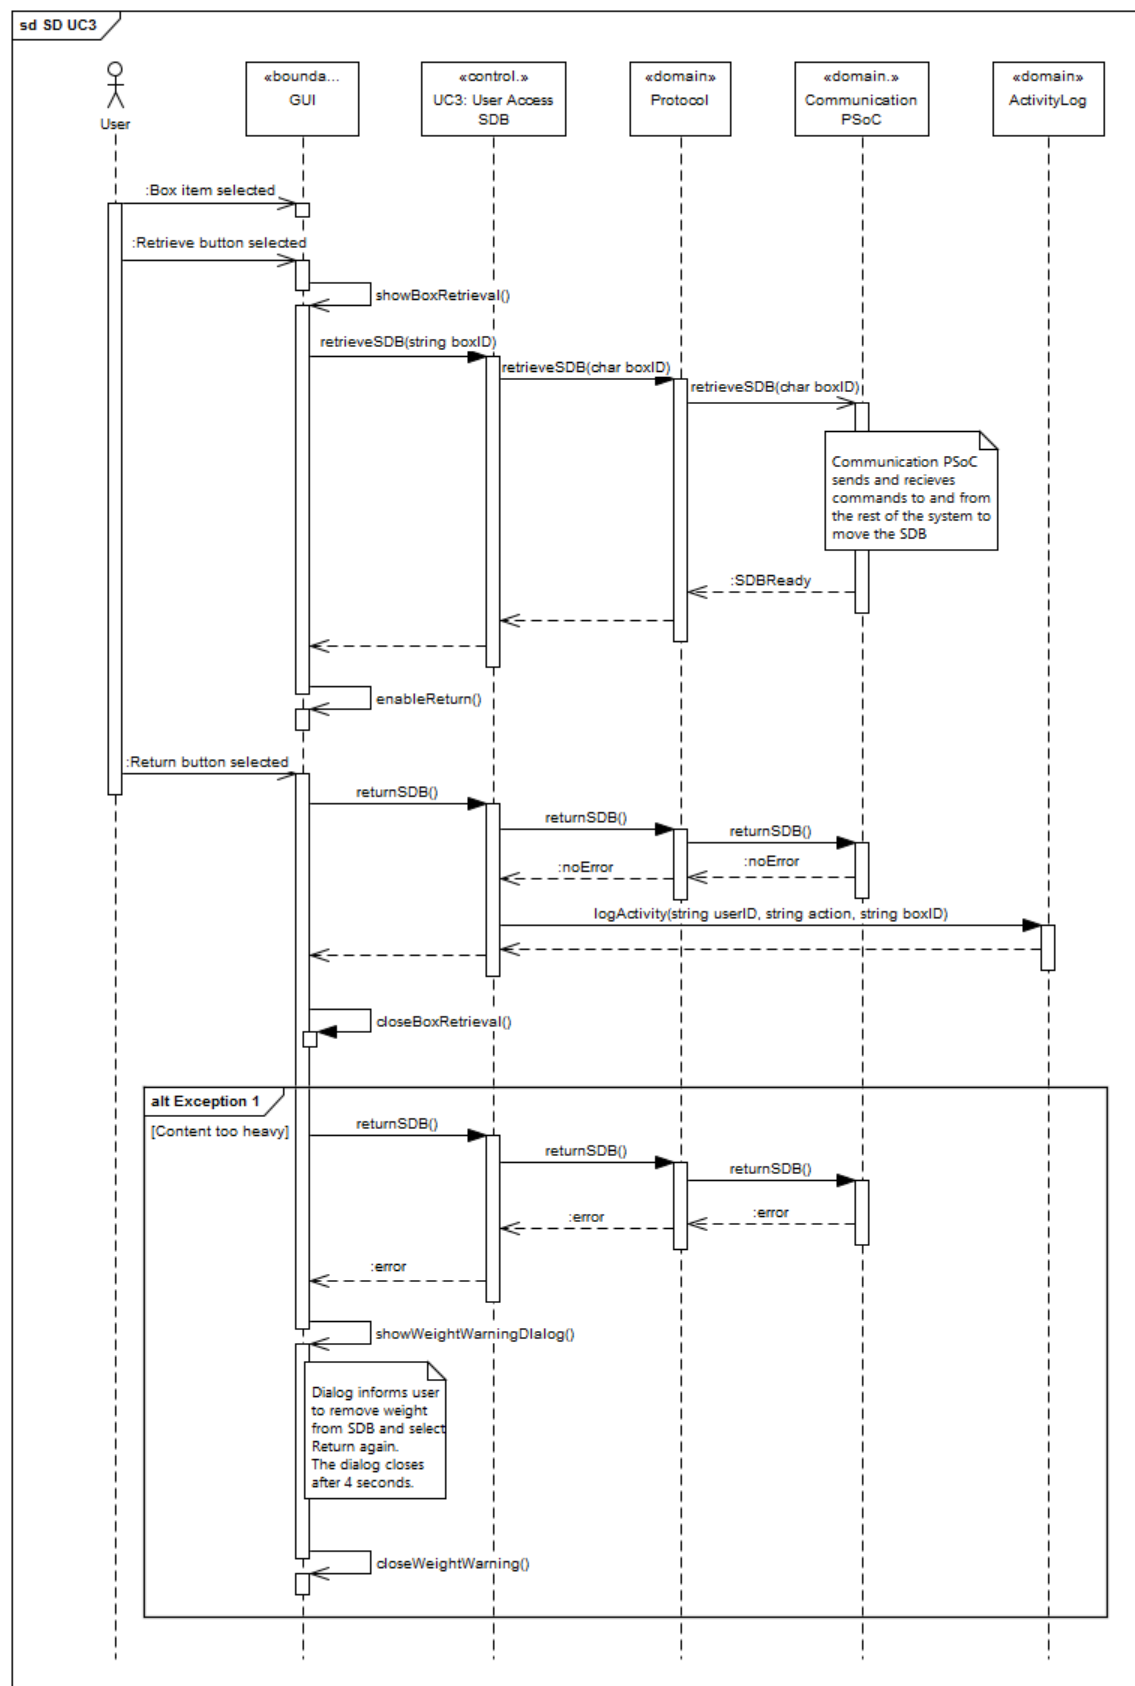 sd SD UC3
User
«bounda...
GUI
«control.»
UC3: User Access
SDB
«domain»
Protocol
«domain.»
Communication
PSoC
«domain»
ActivityLog
:Box item selected
:Retrieve button selected
showBoxRetrieval()
retrieveSDB(string boxID)
retrieveSDB(char boxID)
retrieveSDB(char boxID)
Communication PSoC
sends and recieves
commands to and from
the rest of the system to
move the SDB
:SDBReady
enableReturn()
:Return button selected
returnSDB()
returnSDB()
returnSDB()
:noError
:noError
logActivity(string userID, string action, string boxID)
closeBoxRetrieval()
alt Exception 1
[Content too heavy]
returnSDB()
returnSDB()
returnSDB()
:error
:error
:error
showWeightWarningDIalog()
Dialog informs user
to remove weight
from SDB and select
Return again.
The dialog closes
after 4 seconds.
closeWeightWarning()